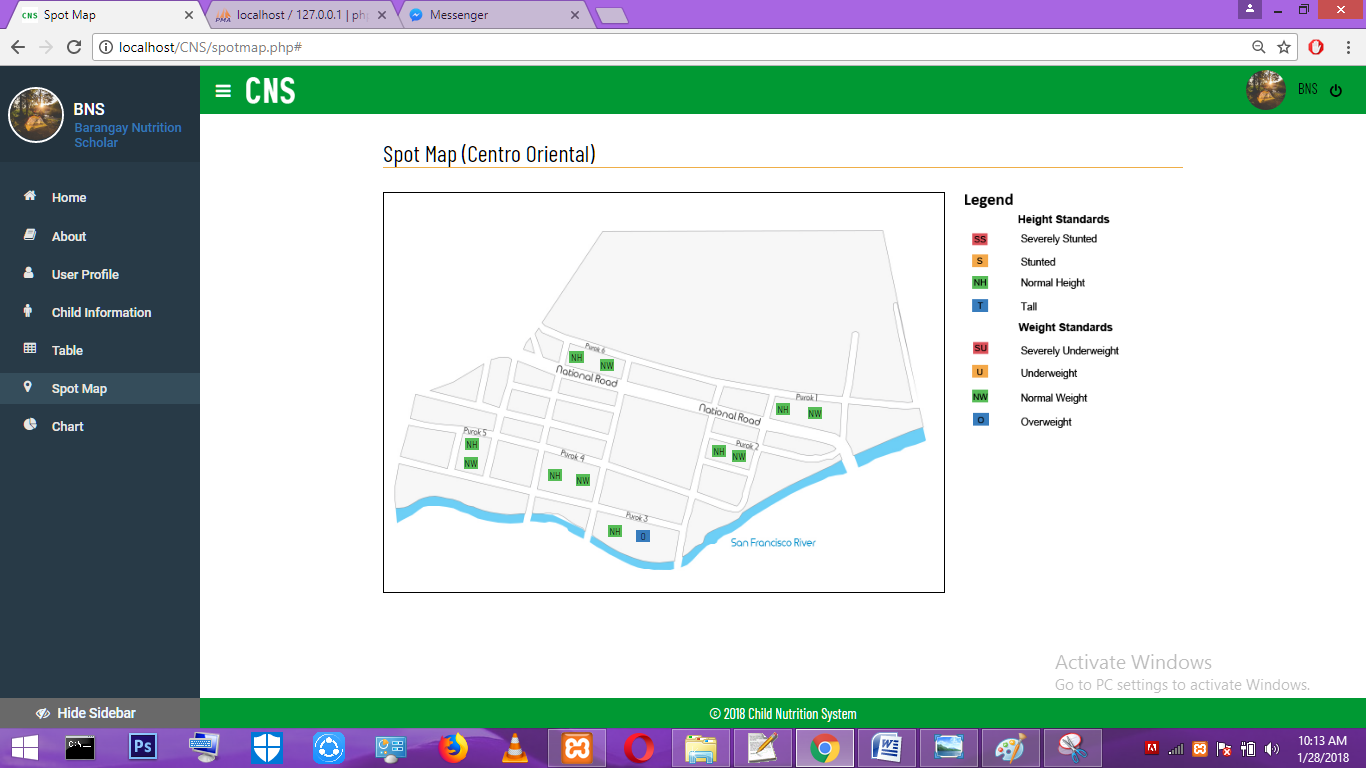 CNS Spot Map
PMA localhost / 127.0.0.1 | ph
Messenger
localhost/CNS/spotmap.php#
BNS
Barangay Nutrition
Scholar
Home
About
User Profile
Child Information
Table
Spot Map
Chart
Hide Sidebar
CNS
BNS
Spot Map (Centro Oriental)
Purok 6
NH
NW
National Road
National Road
Purok 1
NH
NW
Purok 5
NH
NW
Purok 4
NH
NW
Purok 2
NH
NW
Purok 3
NH
O
San Francisco River
Legend
Height Standards
SS Severely Stunted
S Stunted
NH Normal Height
T Tall
Weight Standards
SU Severely Underweight
U Underweight
NW Normal Weight
O Overweight
Activate Windows
Go to PC settings to activate Windows.
© 2018 Child Nutrition System
C:\_
Ps
10:13 AM
1/28/2018